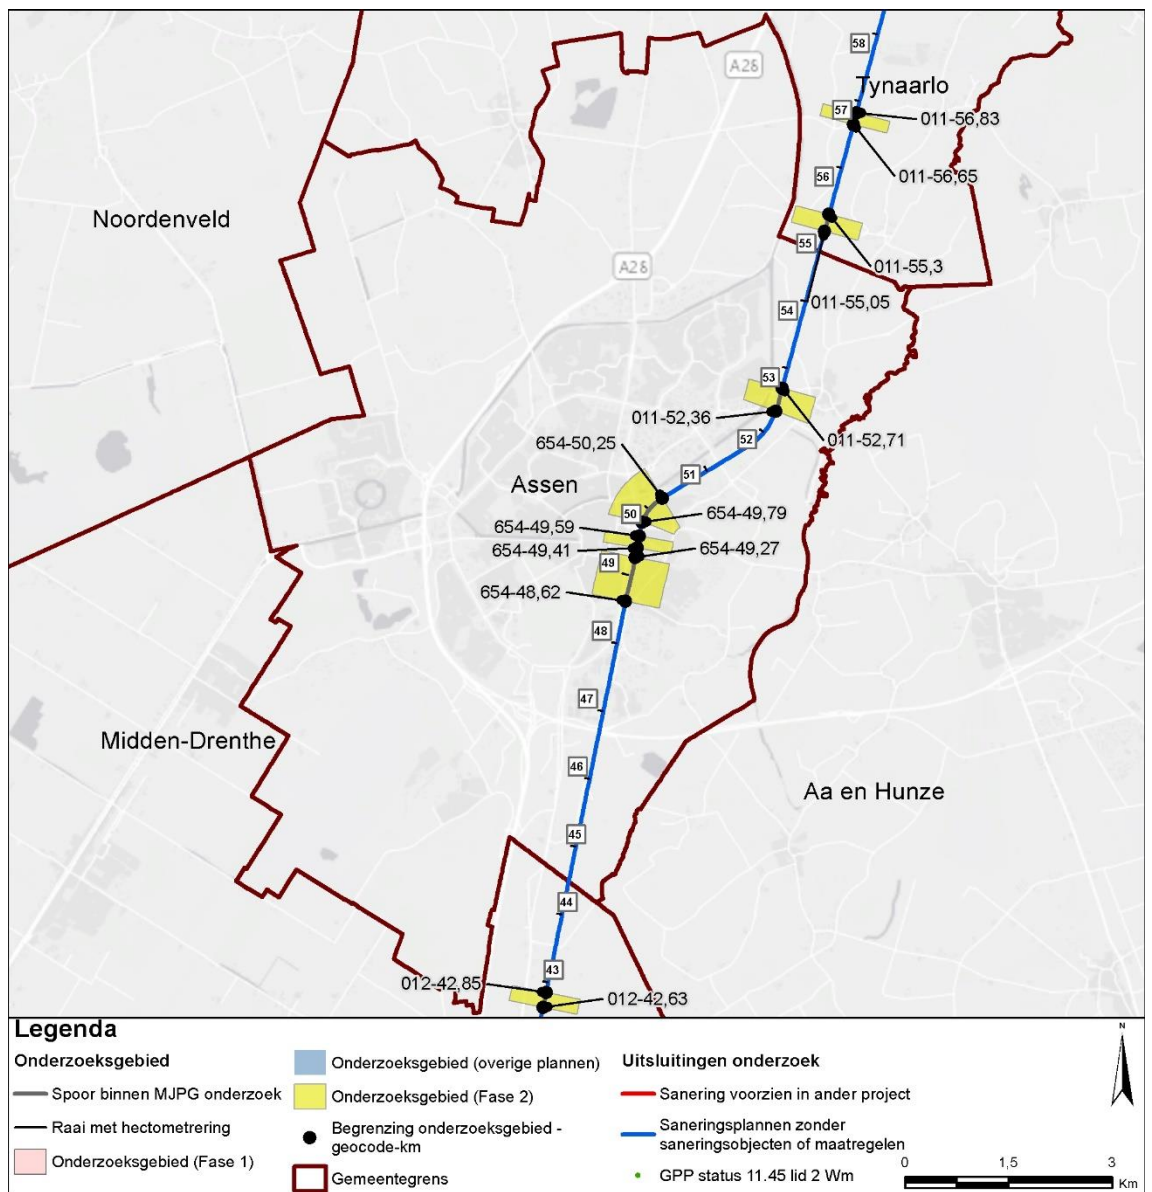 58
A28
Tynaarlo
57
011-56,83
011-56,65
56
Noordenveld
55
A28
011-55,3
011-55,05
54
53
011-52,36
52
011-52,71
654-50,25
51
Assen
50
654-49,79
654-49,59
654-49,41
654-49,27
49
654-48,62
48
47
Midden-Drenthe
46
Aa en Hunze
45
44
43
012-42,85
012-42,63
Legenda
Onderzoeksgebied
Spoor binnen MJPG onderzoek
Raai met hectometrering
Onderzoeksgebied (Fase 1)
Onderzoeksgebied (overige plannen)
Onderzoeksgebied (Fase 2)
Begrenzing onderzoeksgebied -
geocode-km
Gemeentegrens
Uitsluitingen onderzoek
Sanering voorzien in ander project
Saneringsplannen zonder
saneringsobjecten of maatregelen
GPP status 11.45 lid 2 Wm
N
0 1,5 3
Km